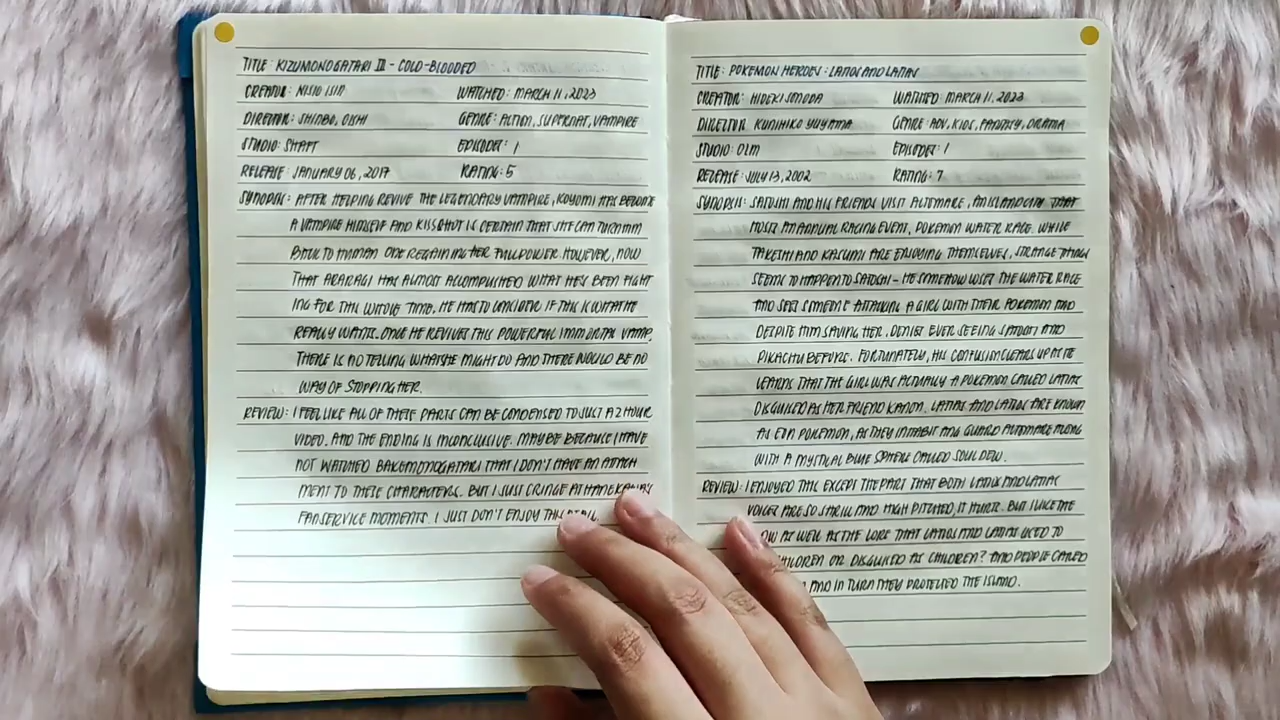 TITLE: KIZUMONOGATARI III - COLD-BLOODED
CREATOR: NISIO ISIN WATCHED: MARCH 11, 2023
DIRECTOR: SHINBO, OISHI GENRE: ACTION, SUPERNAT, VAMPIRE
STUDIO: SHAFT EPISODES: 1
RELEASE: JANUARY 06, 2017 RATING: 5
SYNOPSIS: AFTER HELPING REVIVE THE LEGENDARY VAMPIRE, KOYOMI HAS BECOME
A VAMPIRE HIMSELF AND KISSSHOT IS CERTAIN THAT SHE CAN TURN HIM
BACK TO HUMAN ONE REGAINING HER FULL POWER. HOWEVER, NOW
THAT ARARAGI HAS ALMOST ACCOMPLISHED WHAT HE'S BEEN FIGHT
ING FOR THIS WHOLE TIME. HE HAS TO CONSIDER IF THIS IS WHAT HE
REALLY WANTS. ONCE HE REVIVES THIS POWERFUL IMMORTAL VAMP,
THERE IS NO TELLING WHAT SHE MIGHT DO AND THERE WOULD BE NO
WAY OF STOPPING HER.
REVIEW: I FEEL LIKE ALL OF THESE PARTS CAN BE CONDENSED TO JUST A 2 HOUR
VIDEO. AND THE ENDING IS INCONCLUSIVE. MAYBE BECAUSE I HAVE
NOT WATCHED BAKEMONOGATARI THAT I DON'T HAVE AN ATTACH
MENT TO THESE CHARACTERS. BUT I JUST CRINGE AT HANEKAWA'S
FANSERVICE MOMENTS. I JUST DON'T ENJOY THIS
TITLE: POKEMON HEROES: LATIOS AND LATIAS
CREATOR: HIDEKI SONODA WATCHED: MARCH 11, 2023
DIRECTOR: KUNIHIKO YUYAMA GENRE: ADV, KIDS, FANTASY, DRAMA
STUDIO: OLM EPISODES: 1
RELEASE: JULY 13, 2002 RATING: 7
SYNOPSIS: SATOSHI AND HIS FRIENDS VISIT ALTOMARE, AN ISLAND CITY THAT
HOSTS AN ANNUAL RACING EVENT, POKEMON WATER RACE. WHILE
TAKESHI AND KASUMI ARE ENJOYING THEMSELVES, STRANGE THINGS
SEEMS TO HAPPEN TO SATOSHI - HE SOMEHOW LOSES THE WATER RACE
AND SEES SOMEONE ATTACKING A GIRL WITH THEIR POKEMON AND
DESPITE HIM SAVING HER, DENIES EVER SEEING SATOSHI AND
PIKACHU BEFORE. FORTUNATELY, HIS CONFUSION CLEARS UP AS HE
LEARNS THAT THE GIRL WAS ACTUALLY A POKEMON CALLED LATIAS
DISGUISED AS HER FRIEND KANON. LATIAS AND LATIOS ARE KNOWN
AS EON POKEMON, AS THEY INHABIT AND GUARD ALTOMARE ALONG
WITH A MYSTICAL BLUE SPHERE CALLED SOUL DEW.
REVIEW: I ENJOYED THIS EXCEPT THE PART THAT BOTH LATIOS AND LATIAS
VOICES ARE SO SHRILL AND HIGH PITCHED, IT HURTS. BUT I LIKE THE
AS WELL AS THE LORE THAT LATIOS AND LATIAS USED TO
CHILDREN OR DISGUISED AS CHILDREN? AND PEOPLE CALLED
AND IN TURN THEY PROTECTED THE ISLAND.